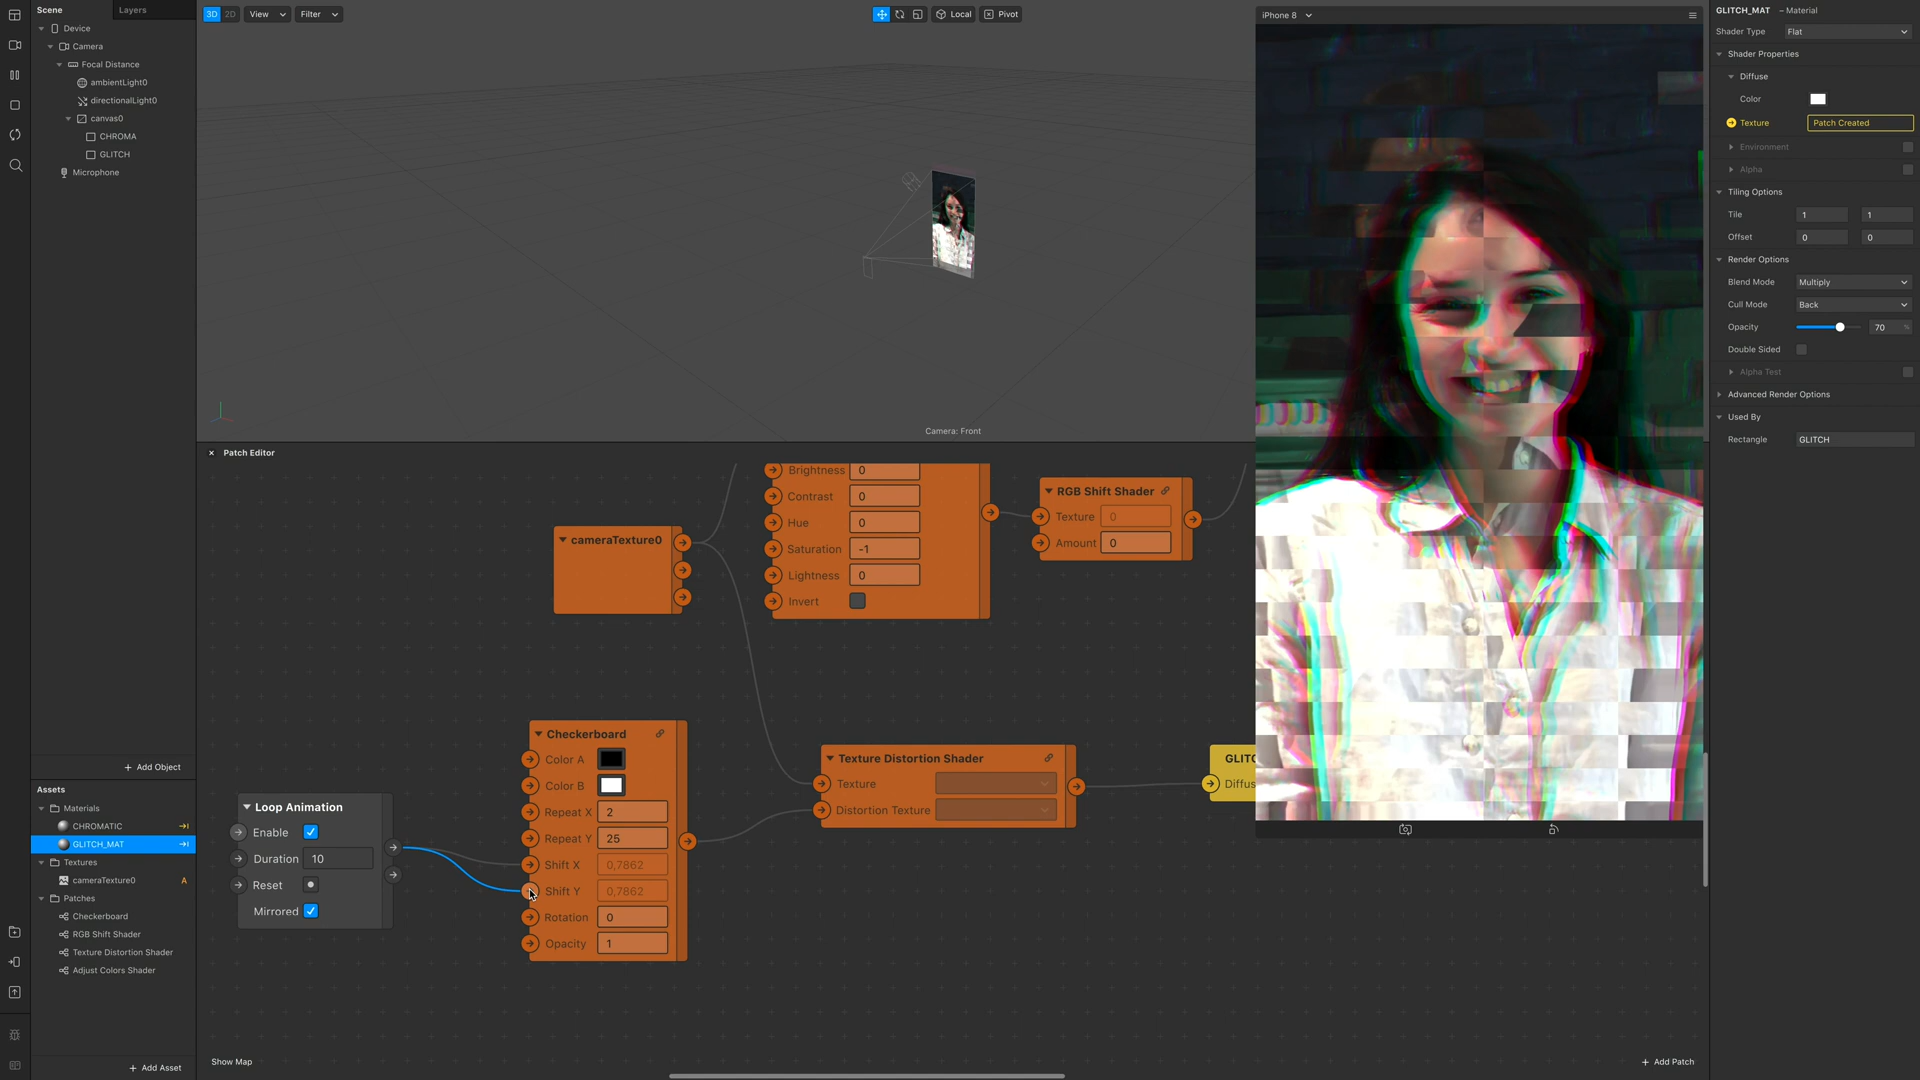 Scene
Layers
Device
Camera
Focal Distance
ambientLight0
directionalLight0
canvas0
CHROMA
GLITCH
Microphone
+ Add Object
Assets
Materials
CHROMATIC
GLITCH_MAT
Textures
cameraTexture0 A
Patches
Checkerboard
RGB Shift Shader
Texture Distortion Shader
Adjust Colors Shader
+ Add Asset
3D 2D View Filter
Local Pivot
Camera: Front
iPhone 8
× Patch Editor
cameraTexture0
Brightness 0
Contrast 0
Hue 0
Saturation -1
Lightness 0
Invert
RGB Shift Shader
Texture 0
Amount 0
Loop Animation
Enable
Duration 10
Reset
Mirrored
Checkerboard
Color A
Color B
Repeat X 2
Repeat Y 25
Shift X 0,7862
Shift Y 0,7862
Rotation 0
Opacity 1
Texture Distortion Shader
Texture
Distortion Texture
GLITC
Diffus
Show Map
+ Add Patch
GLITCH_MAT – Material
Shader Type Flat
Shader Properties
Diffuse
Color
Texture Patch Created
Environment
Alpha
Tiling Options
Tile 1 1
Offset 0 0
Render Options
Blend Mode Multiply
Cull Mode Back
Opacity 70 %
Double Sided
Alpha Test
Advanced Render Options
Used By
Rectangle GLITCH